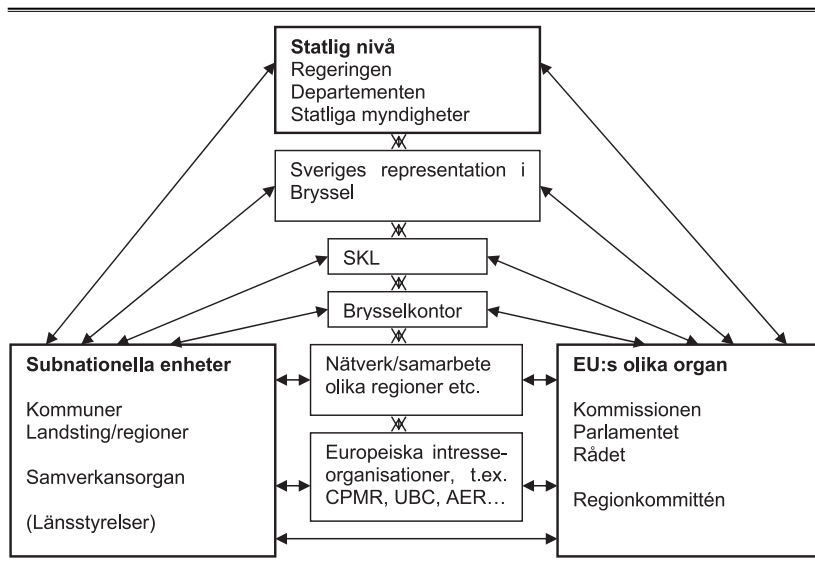 Statlig nivå
Regeringen
Departementen
Statliga myndigheter
Sveriges representation i
Bryssel
SKL
Brysselkontor
Subnationella enheter
Kommuner
Landsting/regioner
Samverkansorgan
(Länsstyrelser)
Nätverk/samarbete
olika regioner etc.
Europeiska intresse-
organisationer, t.ex.
CPMR, UBC, AER…
EU:s olika organ
Kommissionen
Parlamentet
Rådet
Regionkommittén